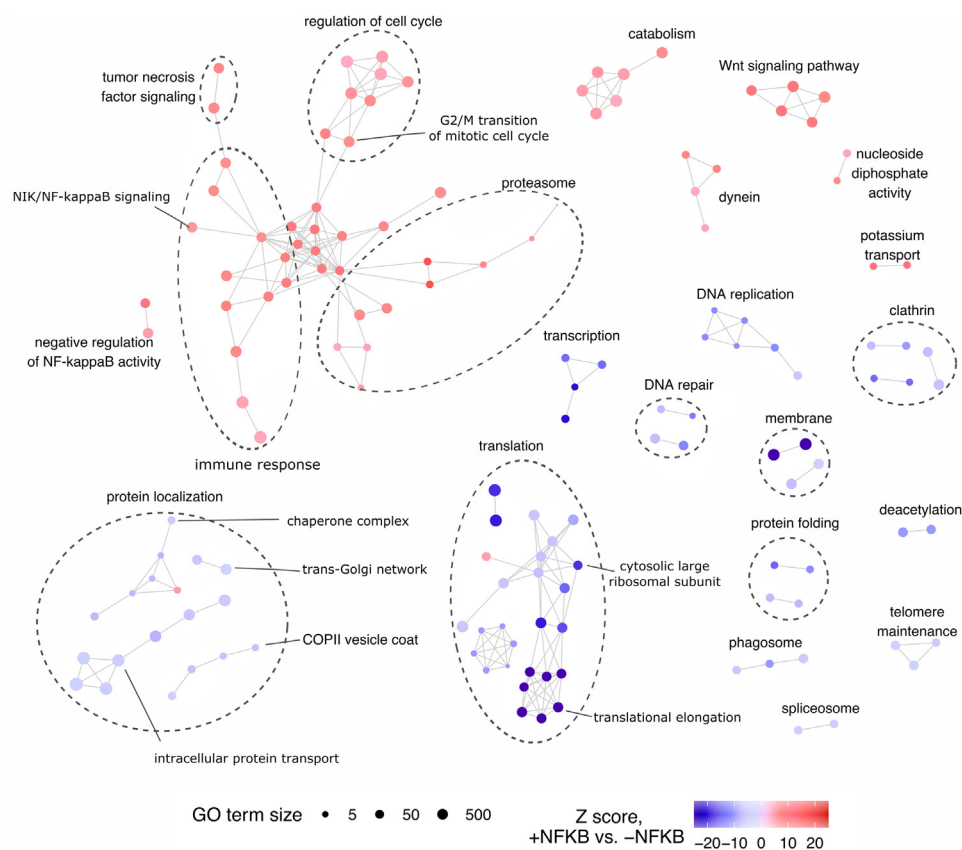 regulation of cell cycle
catabolism
tumor necrosis
factor signaling
Wnt signaling pathway
G2/M transition
of mitotic cell cycle
nucleoside
diphosphate
activity
NIK/NF-kappaB signaling
proteasome
dynein
potassium
transport
DNA replication
clathrin
negative regulation
of NF-kappaB activity
transcription
DNA repair
membrane
immune response
translation
protein localization
chaperone complex
deacetylation
protein folding
trans-Golgi network
cytosolic large
ribosomal subunit
COPII vesicle coat
telomere
maintenance
phagosome
translational elongation
spliceosome
intracellular protein transport
GO term size 5 50 500
Z score,
+NFKB vs. −NFKB
−20 −10 0 10 20